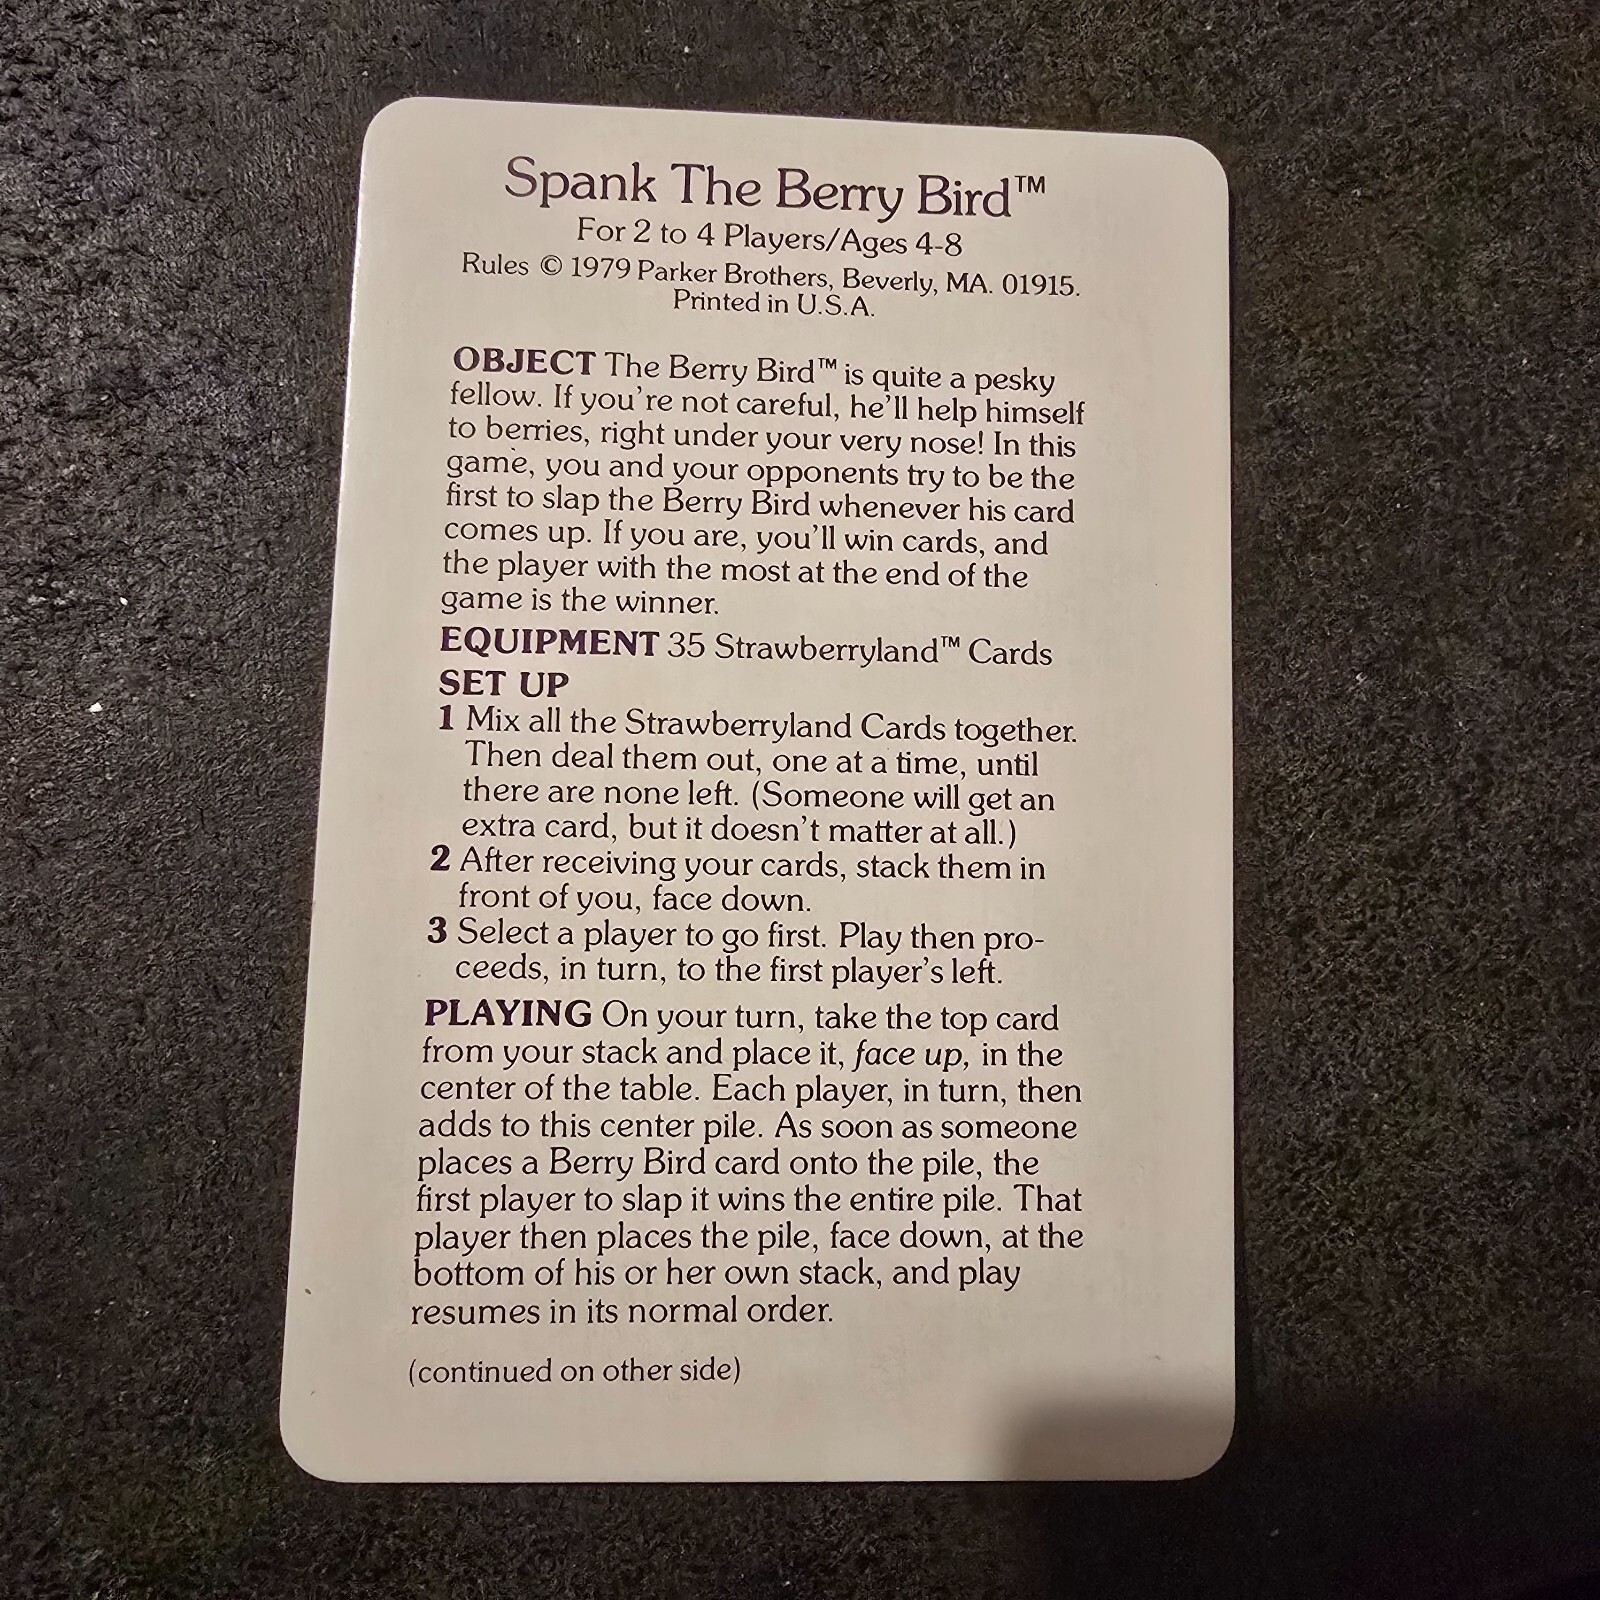 Spank The Berry Bird™
For 2 to 4 Players/Ages 4-8
Rules © 1979 Parker Brothers, Beverly, MA. 01915.
Printed in U.S.A.
OBJECT The Berry Bird™ is quite a pesky
fellow. If you're not careful, he'll help himself
to berries, right under your very nose! In this
game, you and your opponents try to be the
first to slap the Berry Bird whenever his card
comes up. If you are, you'll win cards, and
the player with the most at the end of the
game is the winner.
EQUIPMENT 35 Strawberryland™ Cards
SET UP
1 Mix all the Strawberryland Cards together.
Then deal them out, one at a time, until
there are none left. (Someone will get an
extra card, but it doesn't matter at all.)
2 After receiving your cards, stack them in
front of you, face down.
3 Select a player to go first. Play then pro-
ceeds, in turn, to the first player's left.
PLAYING On your turn, take the top card
from your stack and place it, face up, in the
center of the table. Each player, in turn, then
adds to this center pile. As soon as someone
places a Berry Bird card onto the pile, the
first player to slap it wins the entire pile. That
player then places the pile, face down, at the
bottom of his or her own stack, and play
resumes in its normal order.
(continued on other side)